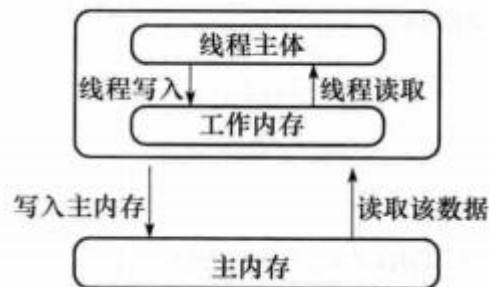 线程主体
线程写入 线程读取
工作内存
写入主内存 读取该数据
主内存